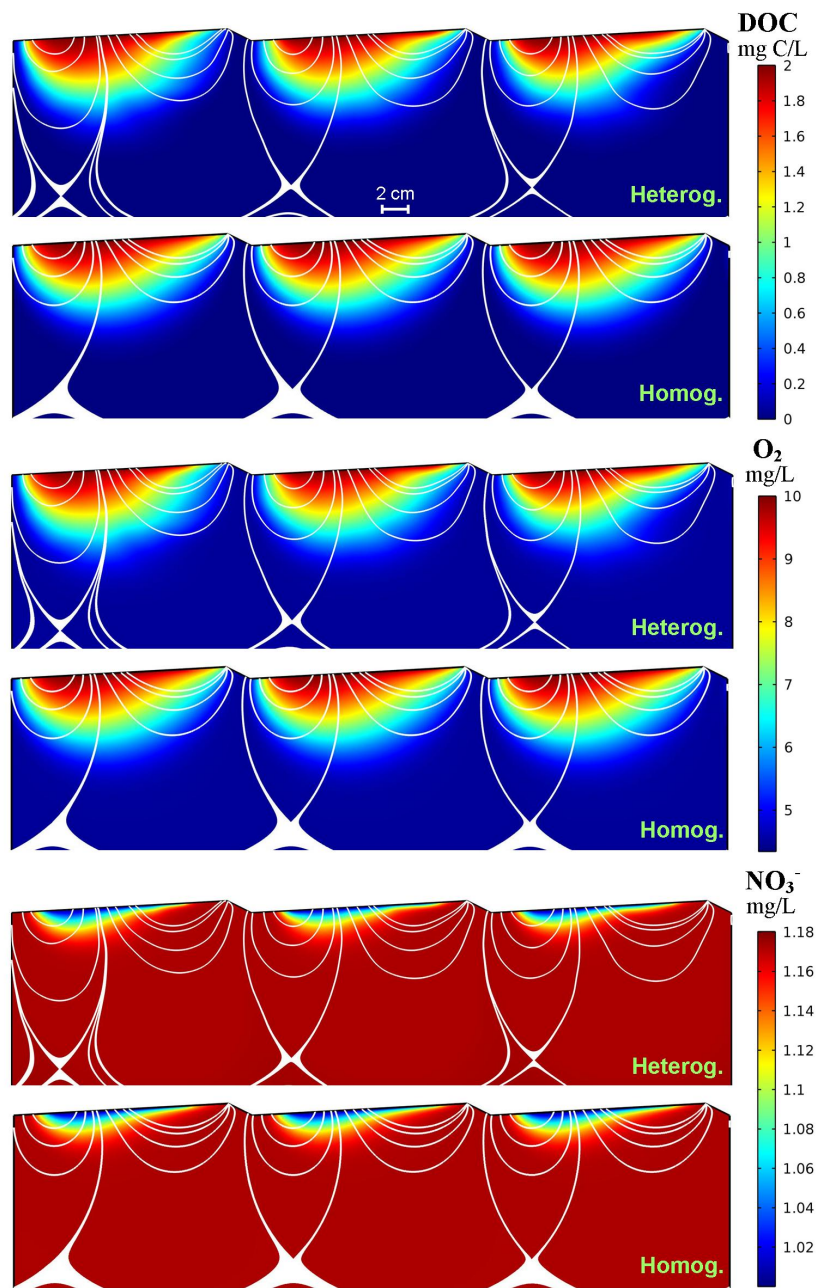 DOC
mg C/L
2
1.8
1.6
1.4
1.2
1
0.8
0.6
0.4
0.2
0
2 cm
Heterog.
Homog.
O₂
mg/L
10
9
8
7
6
5
Heterog.
Homog.
NO₃⁻
mg/L
1.18
1.16
1.14
1.12
1.1
1.08
1.06
1.04
1.02
Heterog.
Homog.